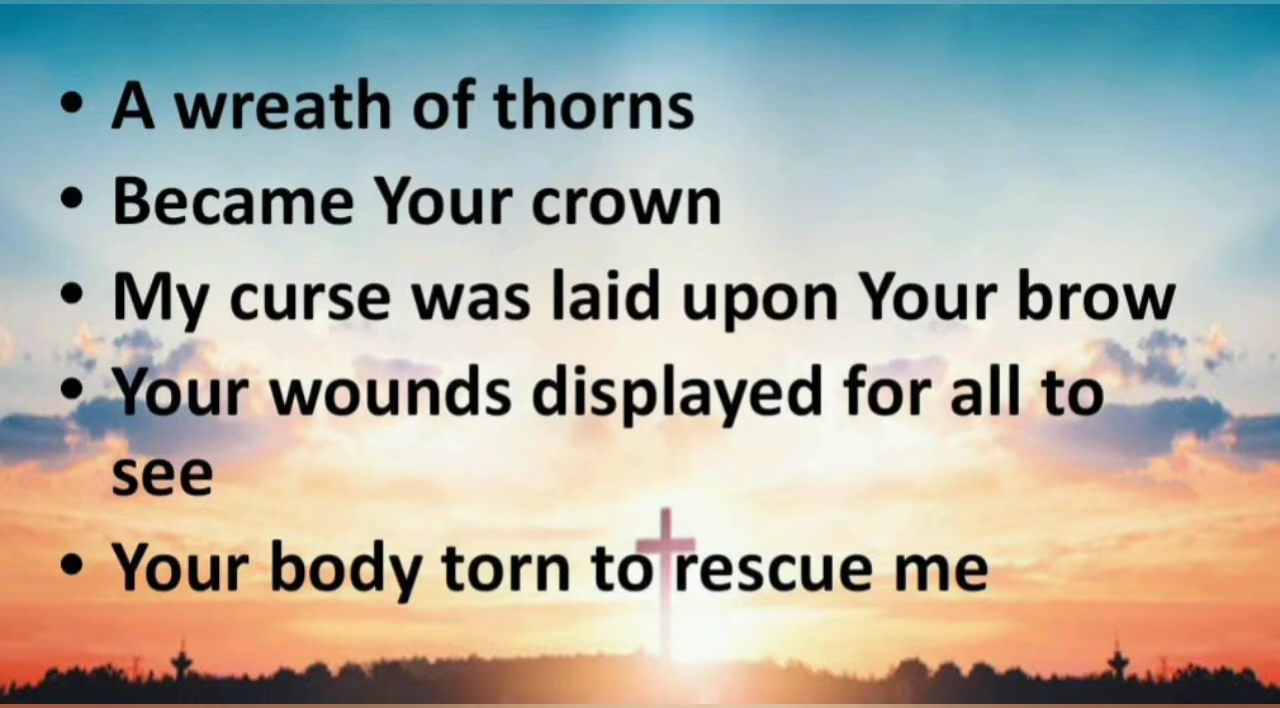 • A wreath of thorns
• Became Your crown
• My curse was laid upon Your brow
• Your wounds displayed for all to
see
• Your body torn to rescue me